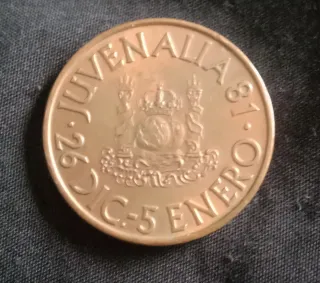 JUVENALIA 81 ·
26 DIC.-5 ENERO ·